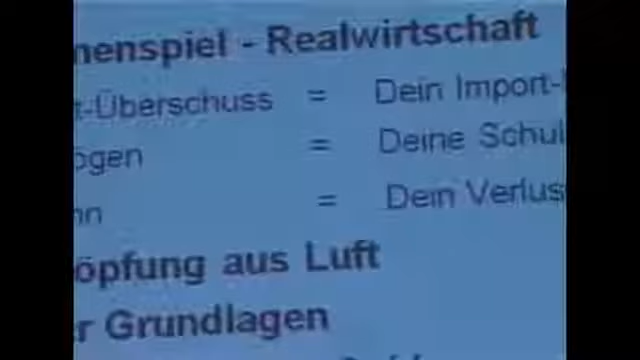 nenspiel - Realwirtschaft
t-Überschuss = Dein Import-
ögen = Deine Schul
nn = Dein Verlus
öpfung aus Luft
r Grundlagen